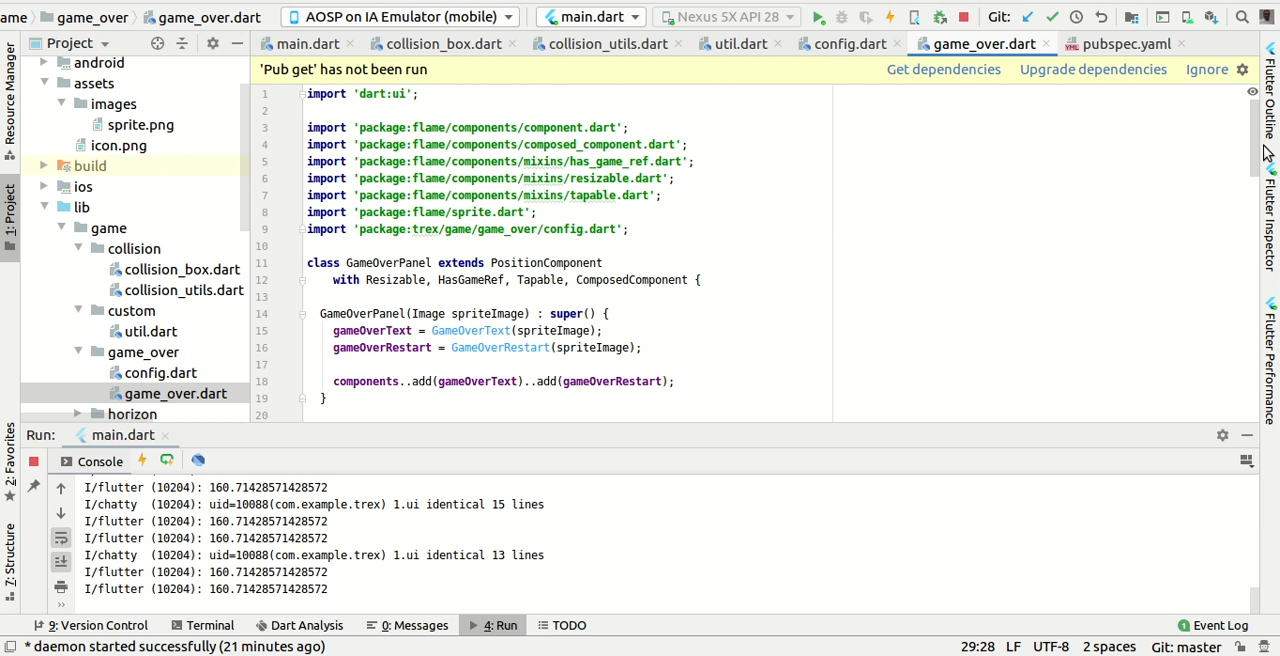 ame game_over game_over.dart AOSP on IA Emulator (mobile) main.dart Nexus 5X API 28 Git:
Project main.dart collision_box.dart collision_utils.dart util.dart config.dart game_over.dart pubspec.yaml
'Pub get' has not been run Get dependencies Upgrade dependencies Ignore
Resource Manager
1: Project
2: Favorites
7: Structure
android
assets
images
sprite.png
icon.png
build
ios
lib
game
collision
collision_box.dart
collision_utils.dart
custom
util.dart
game_over
config.dart
game_over.dart
horizon
1 import 'dart:ui';
2
3 import 'package:flame/components/component.dart';
4 import 'package:flame/components/composed_component.dart';
5 import 'package:flame/components/mixins/has_game_ref.dart';
6 import 'package:flame/components/mixins/resizable.dart';
7 import 'package:flame/components/mixins/tapable.dart';
8 import 'package:flame/sprite.dart';
9 import 'package:trex/game/game_over/config.dart';
10
11 class GameOverPanel extends PositionComponent
12 with Resizable, HasGameRef, Tapable, ComposedComponent {
13
14 GameOverPanel(Image spriteImage) : super() {
15 gameOverText = GameOverText(spriteImage);
16 gameOverRestart = GameOverRestart(spriteImage);
17
18 components..add(gameOverText)..add(gameOverRestart);
19 }
20
Flutter Outline
Flutter Inspector
Flutter Performance
Run: main.dart
Console
I/flutter (10204): 160.71428571428572
I/chatty (10204): uid=10088(com.example.trex) 1.ui identical 15 lines
I/flutter (10204): 160.71428571428572
I/flutter (10204): 160.71428571428572
I/chatty (10204): uid=10088(com.example.trex) 1.ui identical 13 lines
I/flutter (10204): 160.71428571428572
I/flutter (10204): 160.71428571428572
9: Version Control Terminal Dart Analysis 0: Messages 4: Run TODO 1 Event Log
* daemon started successfully (21 minutes ago) 29:28 LF UTF-8 2 spaces Git: master